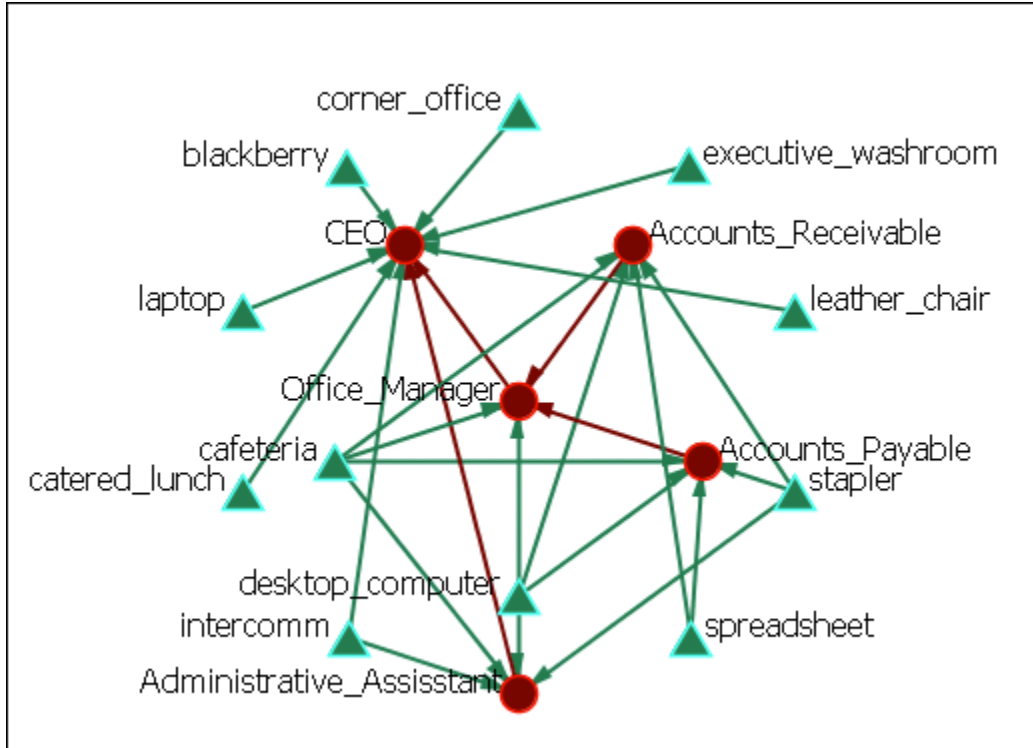 corner_office
blackberry
executive_washroom
CEO
Accounts_Receivable
laptop
leather_chair
Office_Manager
cafeteria
Accounts_Payable
catered_lunch
stapler
desktop_computer
intercomm
spreadsheet
Administrative_Assisstant